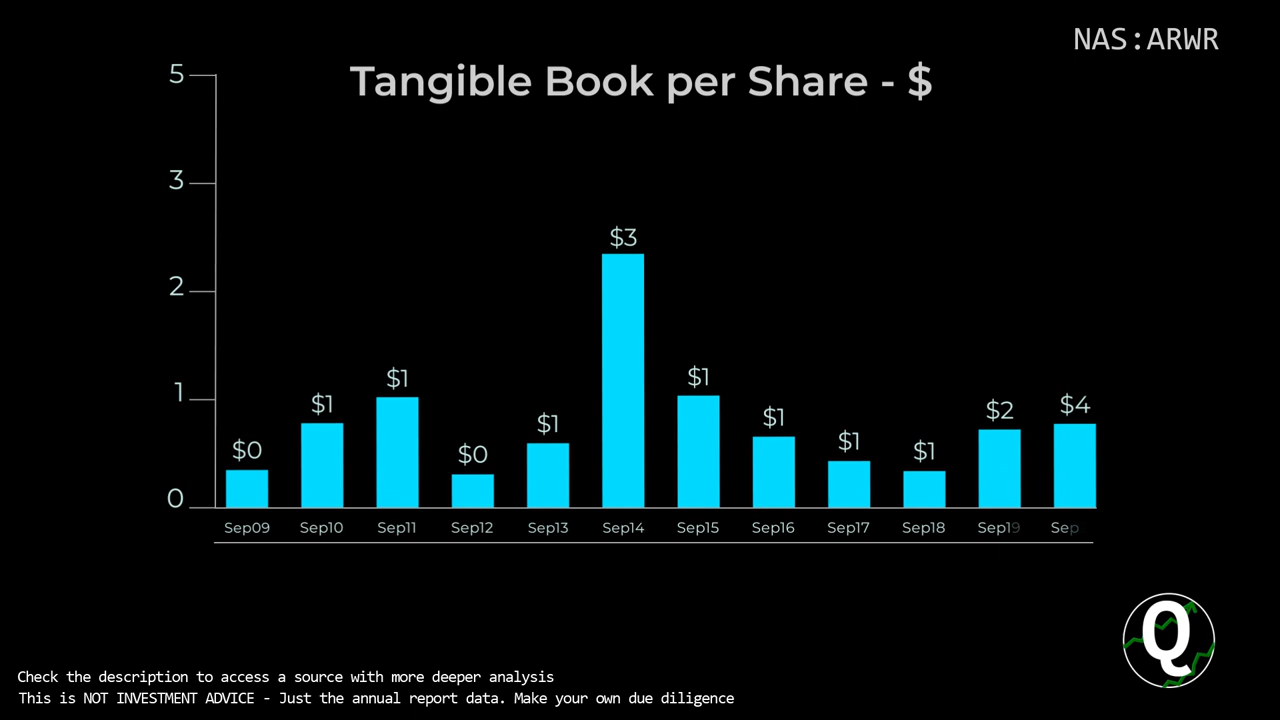 NAS:ARWR
Tangible Book per Share - $
5
3
2
1
0
$0
$1
$1
$0
$1
$3
$1
$1
$1
$1
$2
$4
Sep09 Sep10 Sep11 Sep12 Sep13 Sep14 Sep15 Sep16 Sep17 Sep18 Sep19 Sep
Q
Check the description to access a source with more deeper analysis
This is NOT INVESTMENT ADVICE - Just the annual report data. Make your own due diligence